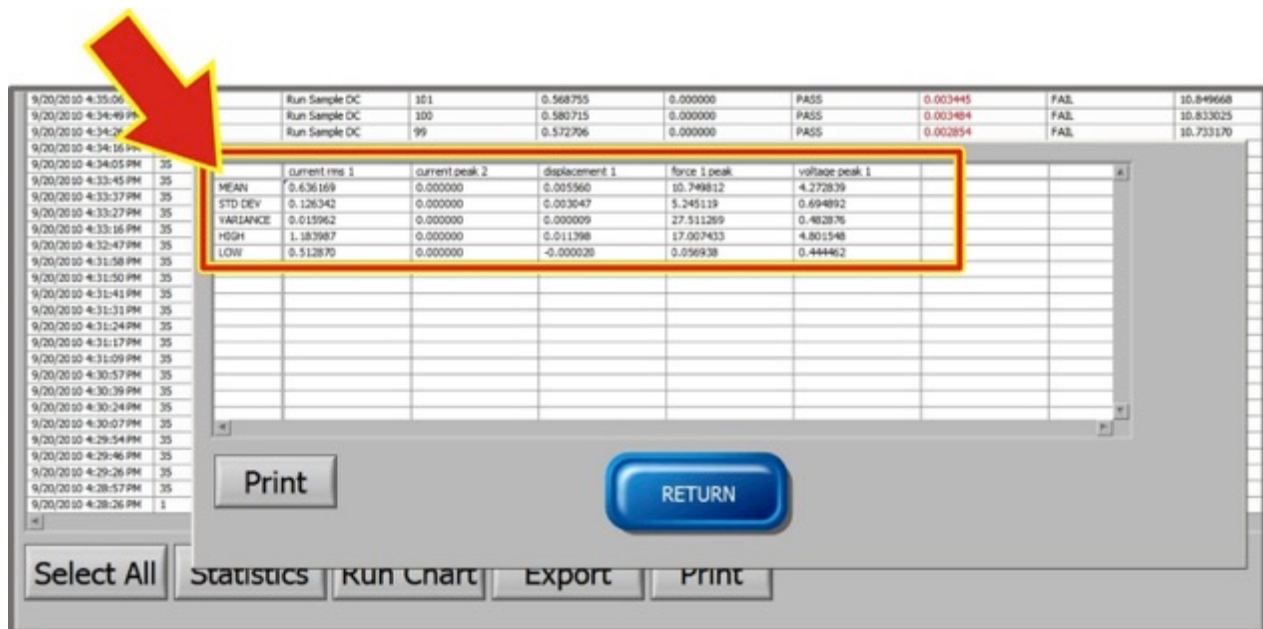 9/20/2010 4:35:06 Run Sample DC 101 0.568755 0.000000 PASS 0.003445 FAIL 10.849668
9/20/2010 4:34:49 PM Run Sample DC 100 0.580715 0.000000 PASS 0.003484 FAIL 10.833025
9/20/2010 4:34:26 Run Sample DC 99 0.572706 0.000000 PASS 0.002854 FAIL 10.733170
9/20/2010 4:34:16 PM
9/20/2010 4:34:05 PM 35
9/20/2010 4:33:45 PM 35
9/20/2010 4:33:37 PM 35
9/20/2010 4:33:27 PM 35
9/20/2010 4:33:16 PM 35
9/20/2010 4:32:47 PM 35
9/20/2010 4:31:58 PM 35
9/20/2010 4:31:50 PM 35
9/20/2010 4:31:41 PM 35
9/20/2010 4:31:31 PM 35
9/20/2010 4:31:24 PM 35
9/20/2010 4:31:17 PM 35
9/20/2010 4:31:09 PM 35
9/20/2010 4:30:57 PM 35
9/20/2010 4:30:39 PM 35
9/20/2010 4:30:24 PM 35
9/20/2010 4:30:07 PM 35
9/20/2010 4:29:54 PM 35
9/20/2010 4:29:46 PM 35
9/20/2010 4:29:26 PM 35
9/20/2010 4:28:57 PM 35
9/20/2010 4:28:26 PM 1
current rms 1 current peak 2 displacement 1 force 1 peak voltage peak 1
MEAN 0.636169 0.000000 0.005560 10.749812 4.272839
STD DEV 0.126342 0.000000 0.003047 5.245119 0.694892
VARIANCE 0.015962 0.000000 0.000009 27.511269 0.482876
HIGH 1.183987 0.000000 0.011398 17.007433 4.801548
LOW 0.512870 0.000000 -0.000020 0.056938 0.444462
Print RETURN
Select All Statistics Run Chart Export Print